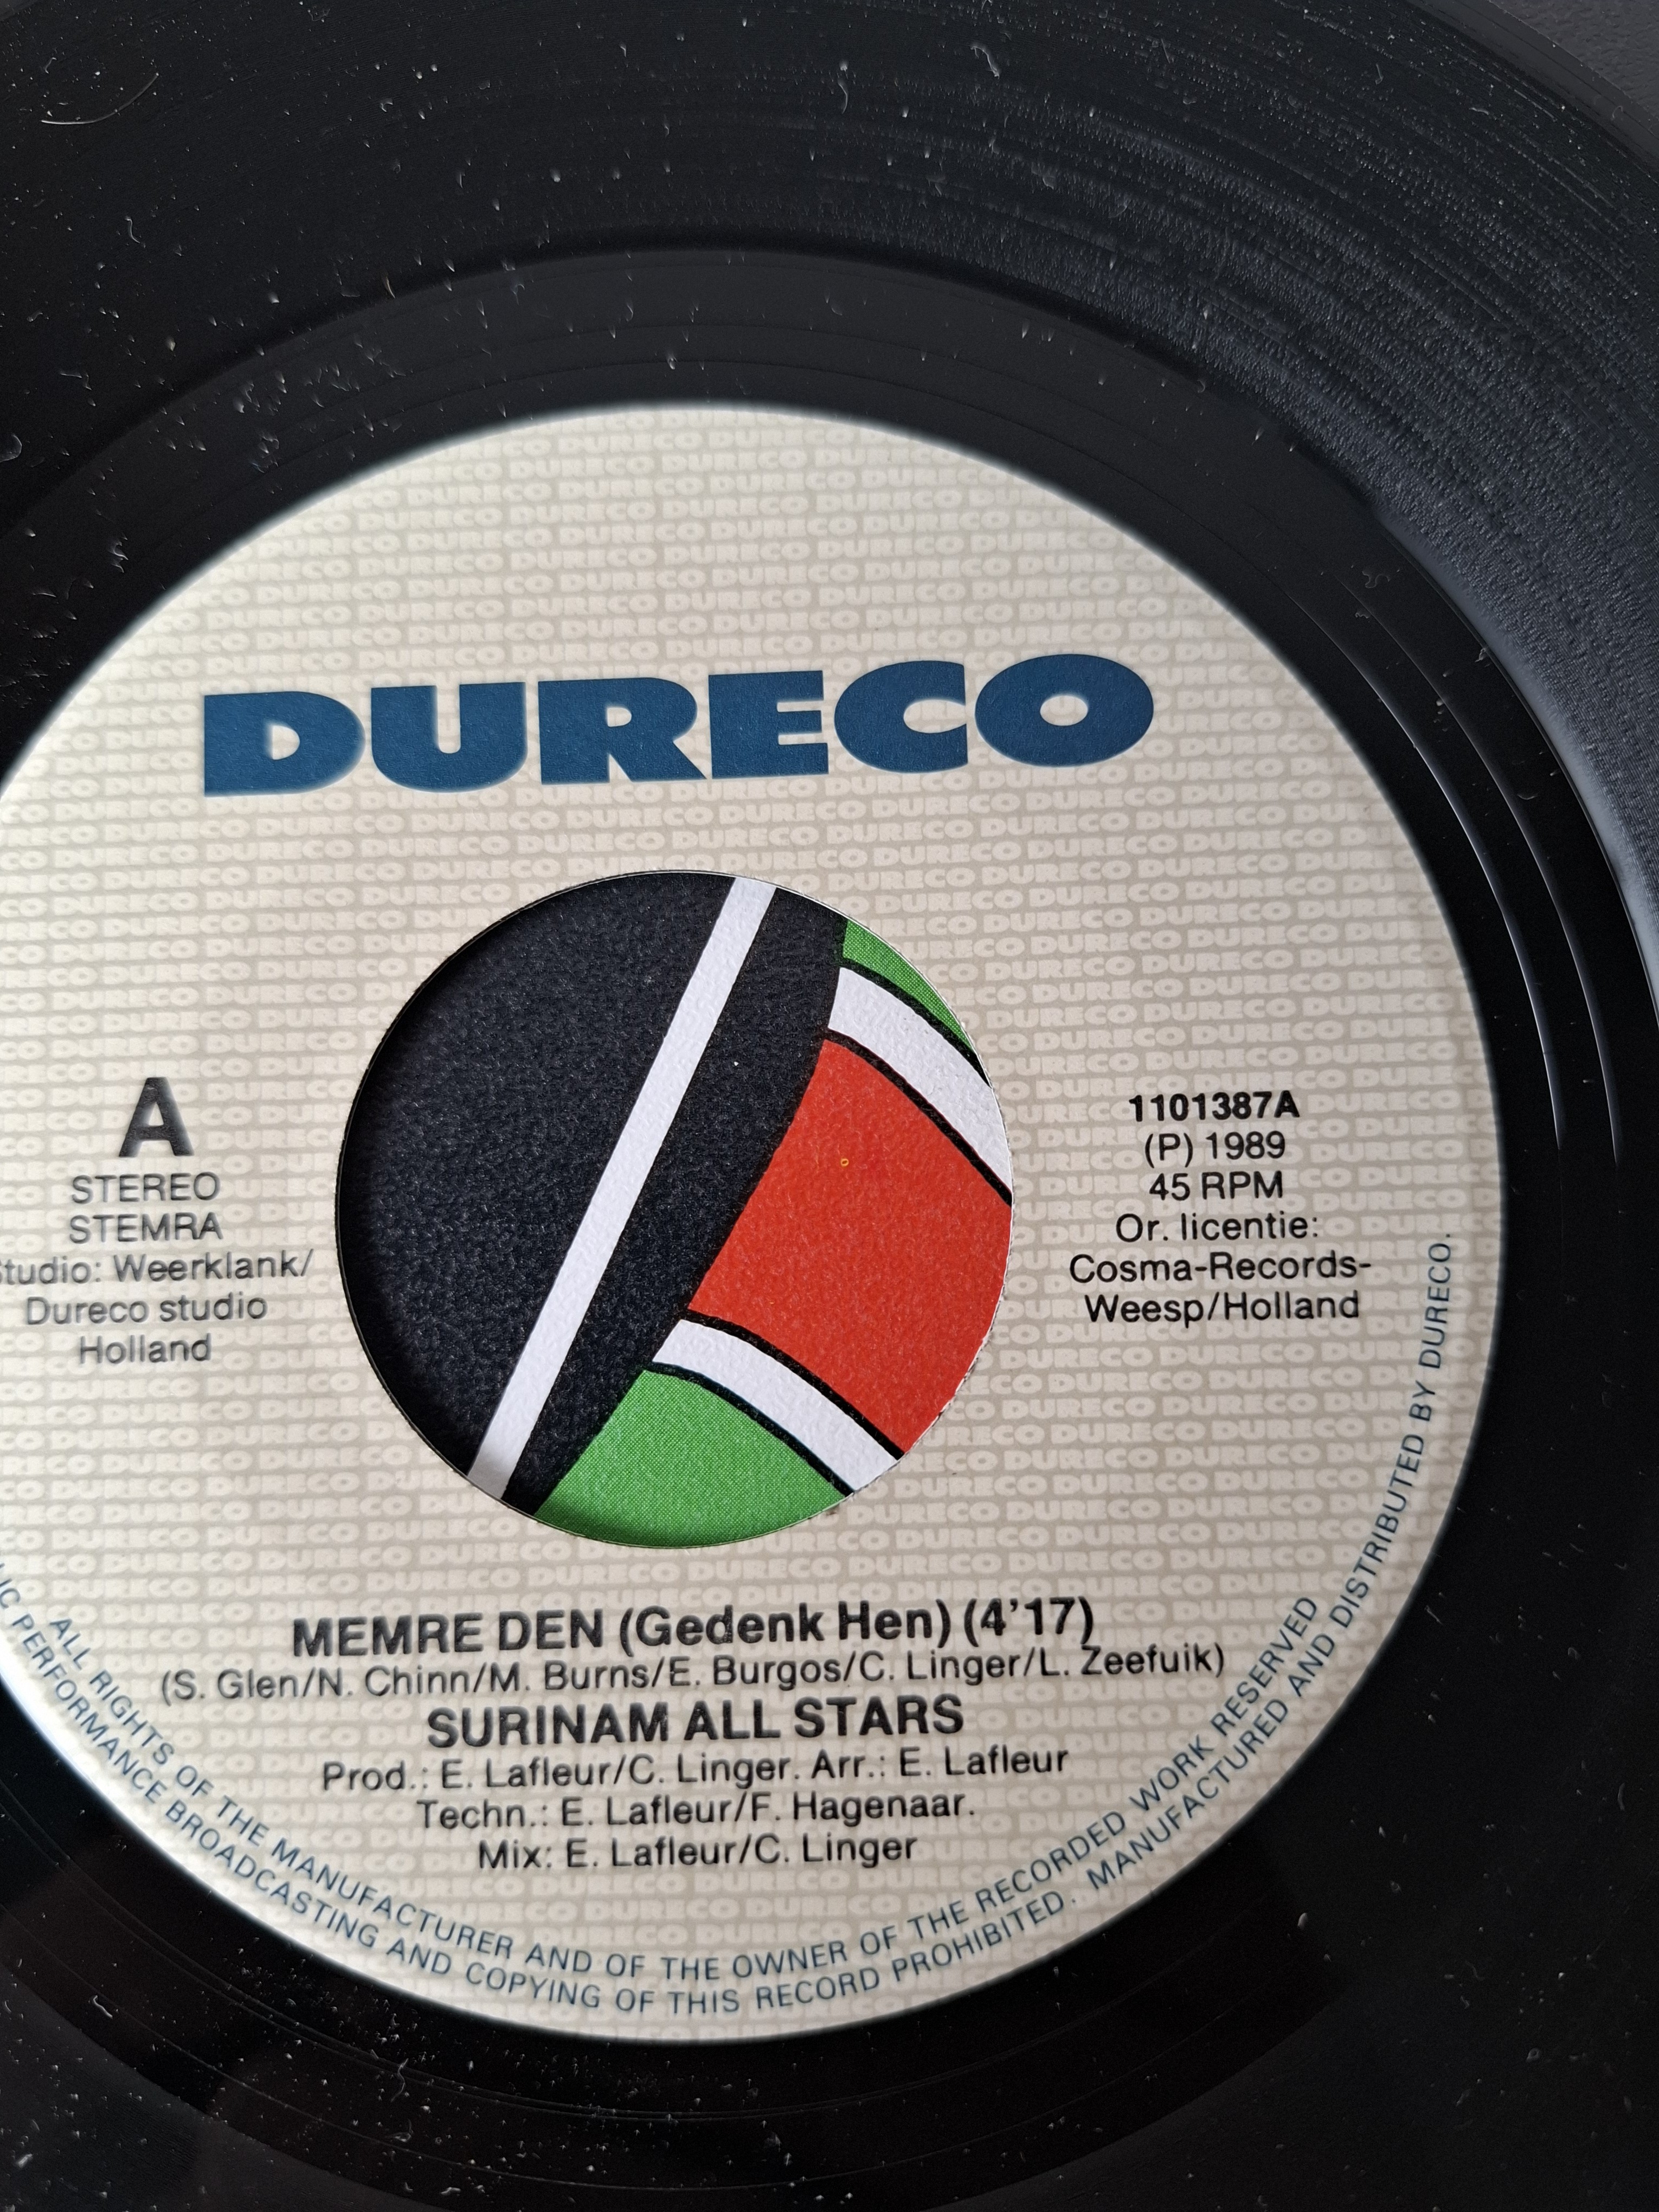 DURECO
A
STEREO
STEMRA
Studio: Weerklank/
Dureco studio
Holland
1101387A
(P) 1989
45 RPM
Or. licentie:
Cosma-Records-
Weesp/Holland
MEMRE DEN (Gedenk Hen) (4'17)
(S. Glen/N. Chinn/M. Burns/E. Burgos/C. Linger/L. Zeefuik)
SURINAM ALL STARS
Prod.: E. Lafleur/C. Linger. Arr.: E. Lafleur
Techn.: E. Lafleur/F. Hagenaar.
Mix: E. Lafleur/C. Linger
ALL RIGHTS OF THE MANUFACTURER AND OF THE OWNER OF THE RECORDED WORK RESERVED
PERFORMANCE BROADCASTING AND COPYING OF THIS RECORD PROHIBITED. MANUFACTURED AND DISTRIBUTED BY DURECO.